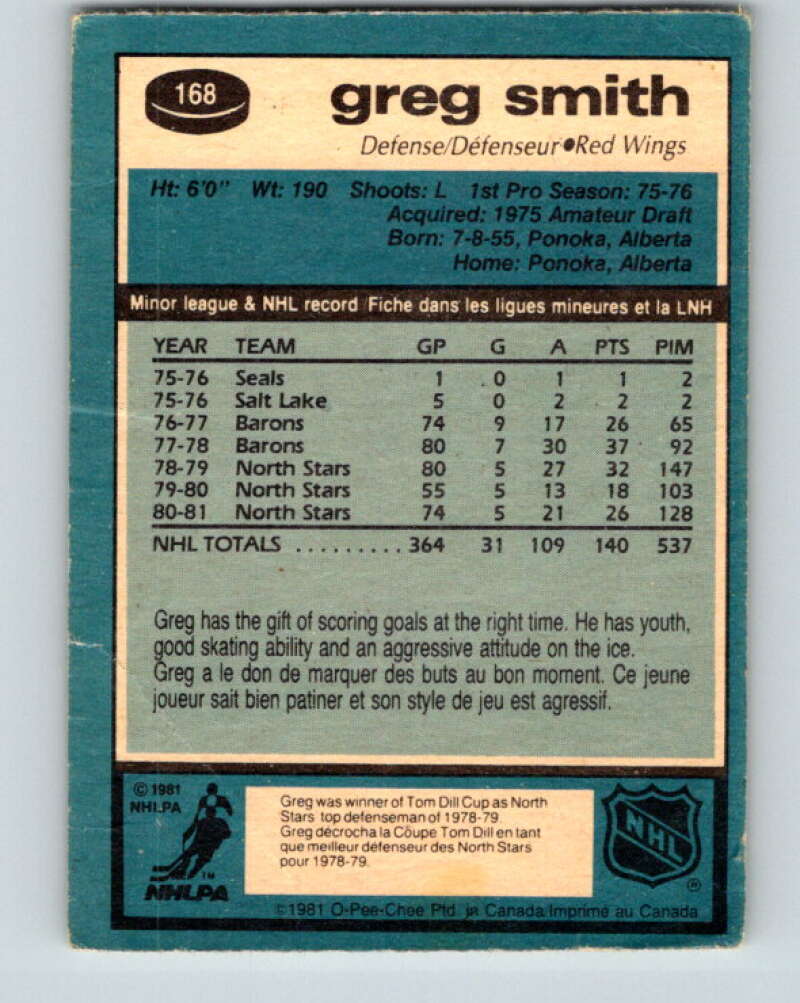 168
greg smith
Defense/Défenseur•Red Wings
Ht: 6'0" Wt: 190 Shoots: L 1st Pro Season: 75-76
Acquired: 1975 Amateur Draft
Born: 7-8-55, Ponoka, Alberta
Home: Ponoka, Alberta
Minor league & NHL record/Fiche dans les ligues mineures et la LNH
YEAR TEAM GP G A PTS PIM
75-76 Seals 1 0 1 1 2
75-76 Salt Lake 5 0 2 2 2
76-77 Barons 74 9 17 26 65
77-78 Barons 80 7 30 37 92
78-79 North Stars 80 5 27 32 147
79-80 North Stars 55 5 13 18 103
80-81 North Stars 74 5 21 26 128
NHL TOTALS ......... 364 31 109 140 537
Greg has the gift of scoring goals at the right time. He has youth,
good skating ability and an aggressive attitude on the ice.
Greg a le don de marquer des buts au bon moment. Ce jeune
joueur sait bien patiner et son style de jeu est agressif.
© 1981
NHLPA
NHLPA
Greg was winner of Tom Dill Cup as North
Stars top defenseman of 1978-79.
Greg décrocha la Côupe Tom Dill en tant
que meilleur défenseur des North Stars
pour 1978-79.
NHL
®
©1981 O-Pee-Chee Ptd. in Canada/Imprimé au Canada